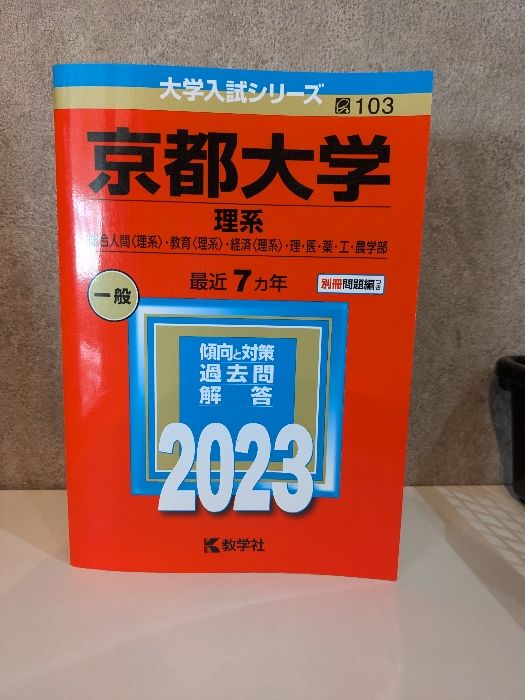 大学入試シリーズ
103
京都大学
理系
総合人間〈理系〉・教育〈理系〉・経済〈理系〉・理・医・薬・工・農学部
最近7カ年
別冊問題編つき
一般
傾向と対策
過去問
解答
2023
教学社